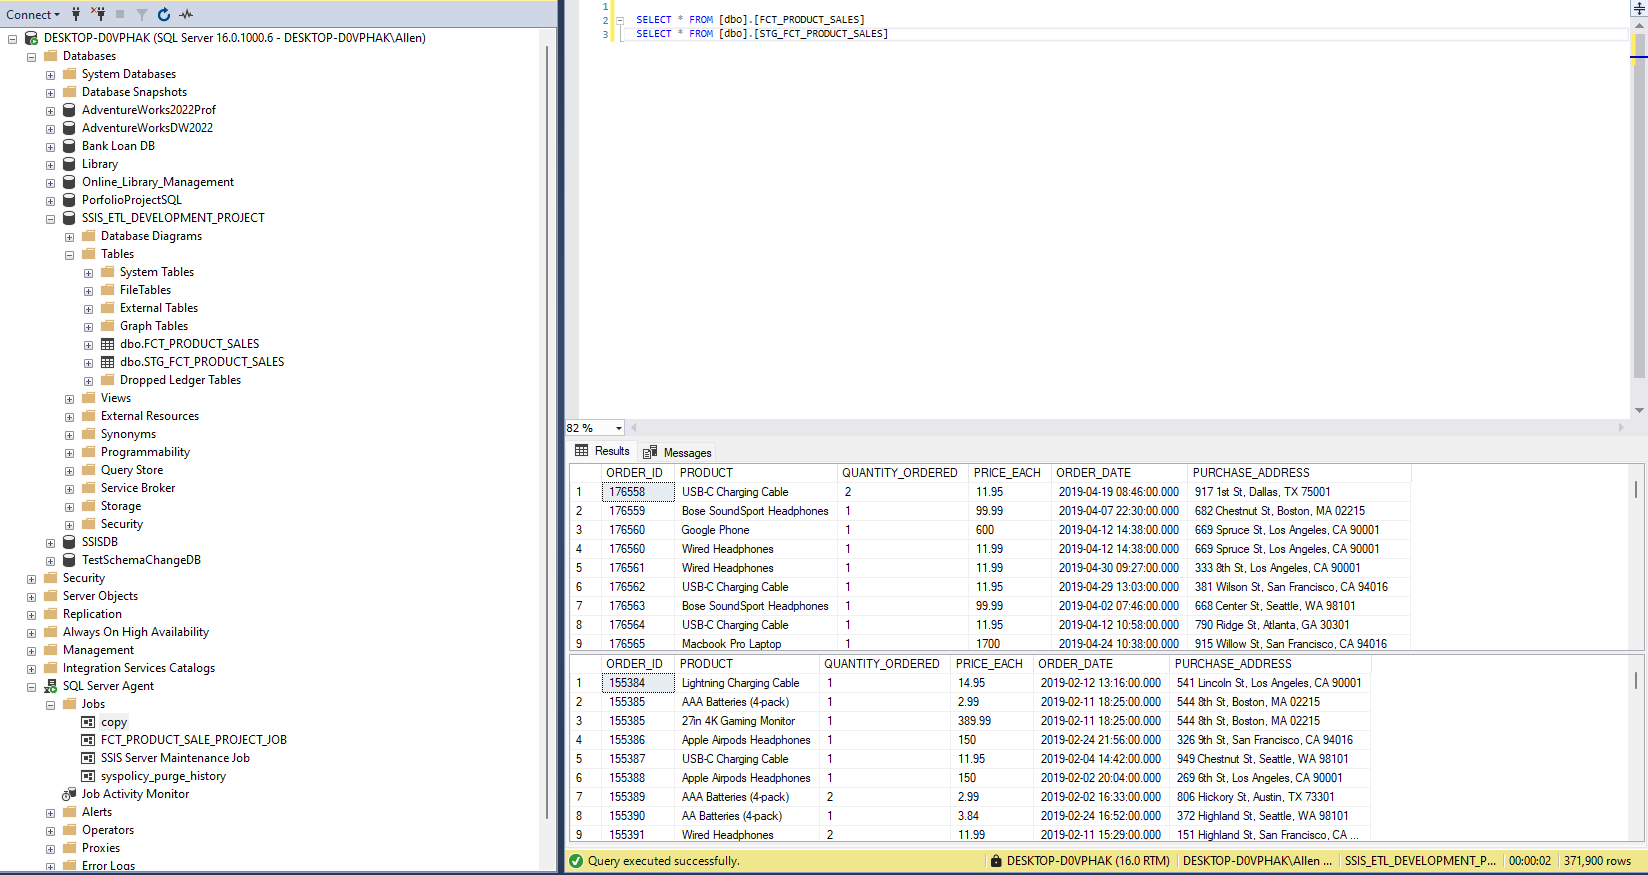 Connect
DESKTOP-D0VPHAK (SQL Server 16.0.1000.6 - DESKTOP-D0VPHAK\Allen)
Databases
System Databases
Database Snapshots
AdventureWorks2022Prof
AdventureWorksDW2022
Bank Loan DB
Library
Online_Library_Management
PorfolioProjectSQL
SSIS_ETL_DEVELOPMENT_PROJECT
Database Diagrams
Tables
System Tables
FileTables
External Tables
Graph Tables
dbo.FCT_PRODUCT_SALES
dbo.STG_FCT_PRODUCT_SALES
Dropped Ledger Tables
Views
External Resources
Synonyms
Programmability
Query Store
Service Broker
Storage
Security
SSISDB
TestSchemaChangeDB
Security
Server Objects
Replication
Always On High Availability
Management
Integration Services Catalogs
SQL Server Agent
Jobs
copy
FCT_PRODUCT_SALE_PROJECT_JOB
SSIS Server Maintenance Job
syspolicy_purge_history
Job Activity Monitor
Alerts
Operators
Proxies
Error Logs
1
2 SELECT * FROM [dbo].[FCT_PRODUCT_SALES]
3 SELECT * FROM [dbo].[STG_FCT_PRODUCT_SALES]
82 %
Results Messages
ORDER_ID PRODUCT QUANTITY_ORDERED PRICE_EACH ORDER_DATE PURCHASE_ADDRESS
1 176558 USB-C Charging Cable 2 11.95 2019-04-19 08:46:00.000 917 1st St, Dallas, TX 75001
2 176559 Bose SoundSport Headphones 1 99.99 2019-04-07 22:30:00.000 682 Chestnut St, Boston, MA 02215
3 176560 Google Phone 1 600 2019-04-12 14:38:00.000 669 Spruce St, Los Angeles, CA 90001
4 176560 Wired Headphones 1 11.99 2019-04-12 14:38:00.000 669 Spruce St, Los Angeles, CA 90001
5 176561 Wired Headphones 1 11.99 2019-04-30 09:27:00.000 333 8th St, Los Angeles, CA 90001
6 176562 USB-C Charging Cable 1 11.95 2019-04-29 13:03:00.000 381 Wilson St, San Francisco, CA 94016
7 176563 Bose SoundSport Headphones 1 99.99 2019-04-02 07:46:00.000 668 Center St, Seattle, WA 98101
8 176564 USB-C Charging Cable 1 11.95 2019-04-12 10:58:00.000 790 Ridge St, Atlanta, GA 30301
9 176565 Macbook Pro Laptop 1 1700 2019-04-24 10:38:00.000 915 Willow St, San Francisco, CA 94016
ORDER_ID PRODUCT QUANTITY_ORDERED PRICE_EACH ORDER_DATE PURCHASE_ADDRESS
1 155384 Lightning Charging Cable 1 14.95 2019-02-12 13:16:00.000 541 Lincoln St, Los Angeles, CA 90001
2 155385 AAA Batteries (4-pack) 1 2.99 2019-02-11 18:25:00.000 544 8th St, Boston, MA 02215
3 155385 27in 4K Gaming Monitor 1 389.99 2019-02-11 18:25:00.000 544 8th St, Boston, MA 02215
4 155386 Apple Airpods Headphones 1 150 2019-02-24 21:56:00.000 326 9th St, San Francisco, CA 94016
5 155387 USB-C Charging Cable 1 11.95 2019-02-04 14:42:00.000 949 Chestnut St, Seattle, WA 98101
6 155388 Apple Airpods Headphones 1 150 2019-02-02 20:04:00.000 269 6th St, Los Angeles, CA 90001
7 155389 AAA Batteries (4-pack) 2 2.99 2019-02-02 16:33:00.000 806 Hickory St, Austin, TX 73301
8 155390 AA Batteries (4-pack) 1 3.84 2019-02-24 16:52:00.000 372 Highland St, Seattle, WA 98101
9 155391 Wired Headphones 2 11.99 2019-02-11 15:29:00.000 151 Highland St, San Francisco, CA ...
Query executed successfully. DESKTOP-D0VPHAK (16.0 RTM) DESKTOP-D0VPHAK\Allen ... SSIS_ETL_DEVELOPMENT_P... 00:00:02 371,900 rows